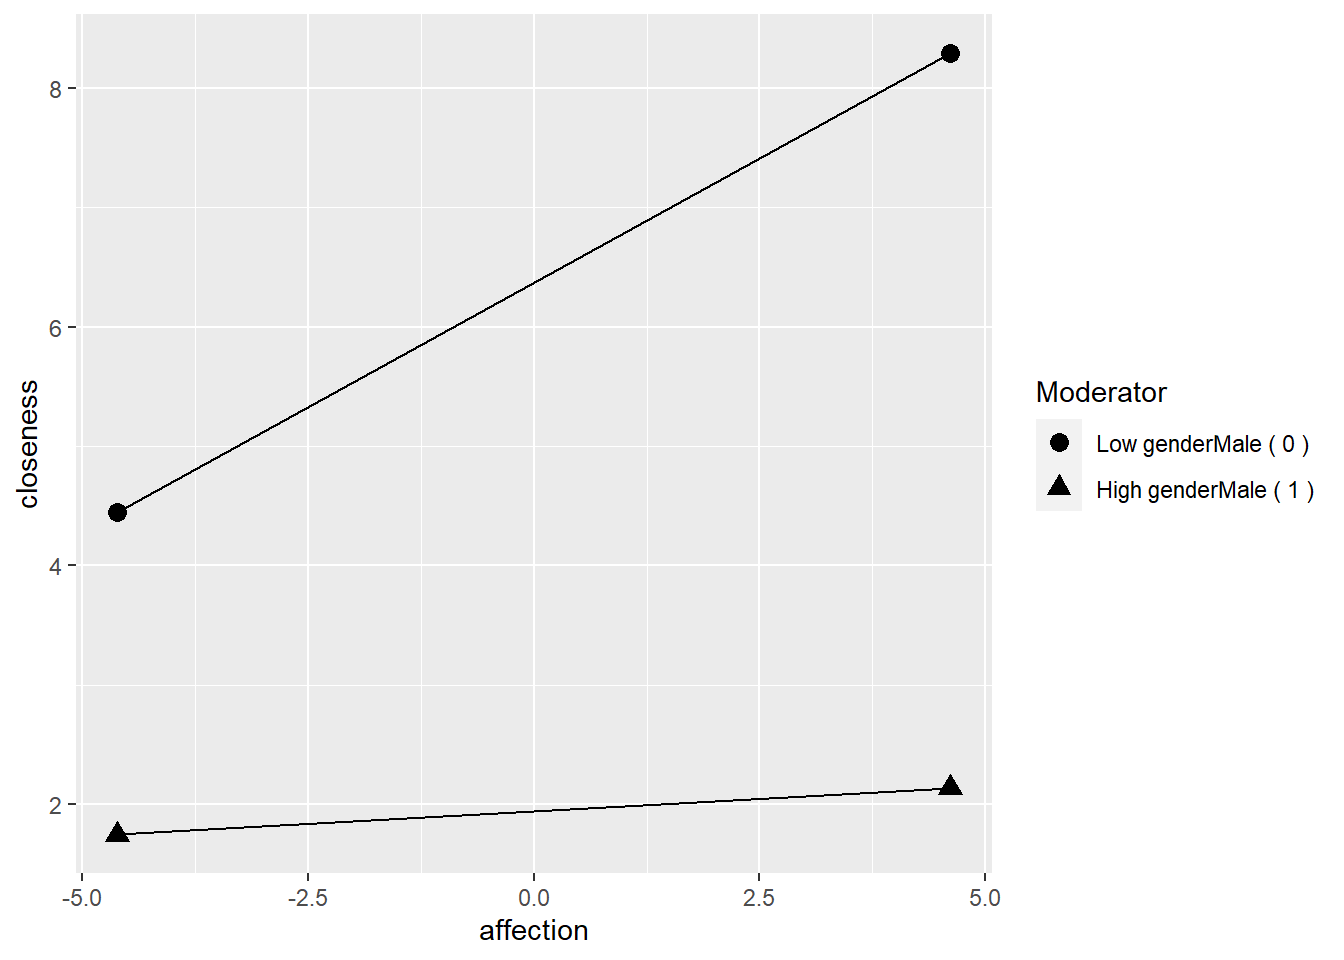 8
6
4
2
closeness
-5.0
-2.5
0.0
2.5
5.0
affection
Moderator
Low genderMale ( 0 )
High genderMale ( 1 )